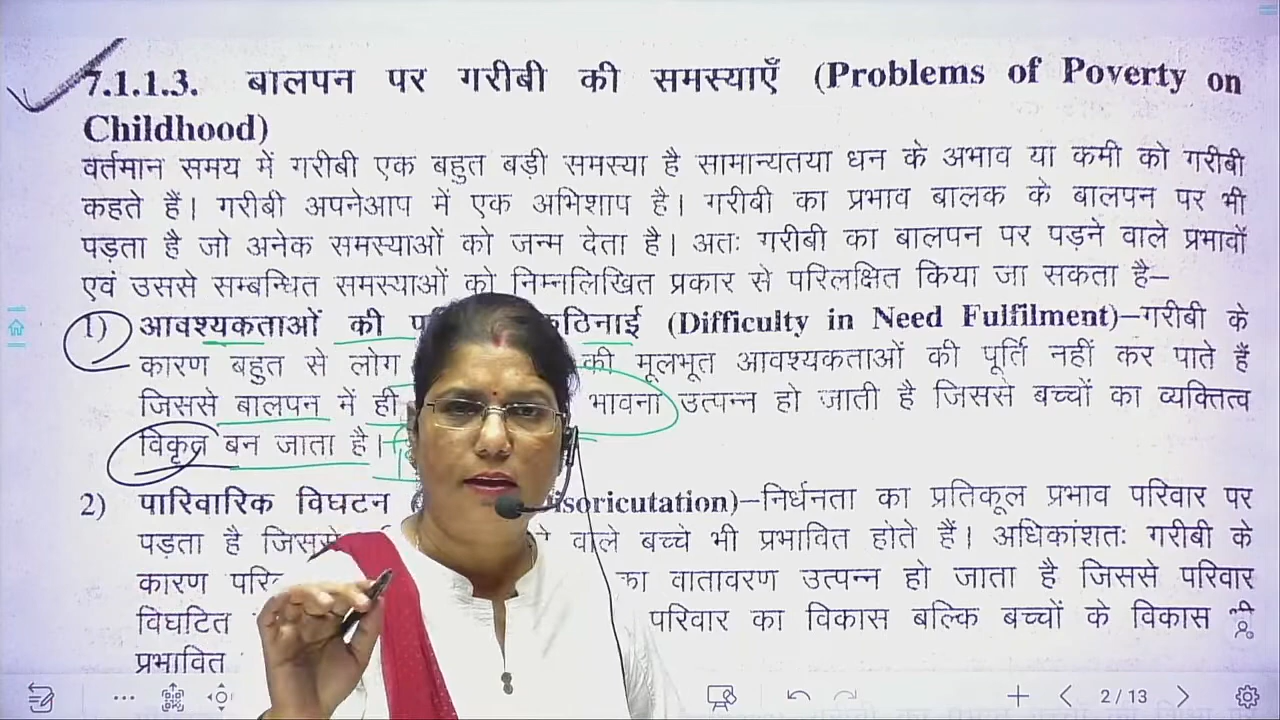 7.1.1.3. बालपन पर गरीबी की समस्याएँ (Problems of Poverty on
Childhood)
वर्तमान समय में गरीबी एक बहुत बड़ी समस्या है सामान्यतया धन के अभाव या कमी को गरीबी
कहते हैं। गरीबी अपनेआप में एक अभिशाप है। गरीबी का प्रभाव बालक के बालपन पर भी
पड़ता है जो अनेक समस्याओं को जन्म देता है। अतः गरीबी का बालपन पर पड़ने वाले प्रभावों
एवं उससे सम्बन्धित समस्याओं को निम्नलिखित प्रकार से परिलक्षित किया जा सकता है–
1) आवश्यकताओं की कठिनाई (Difficulty in Need Fulfilment)–गरीबी के
कारण बहुत से लोग की मूलभूत आवश्यकताओं की पूर्ति नहीं कर पाते हैं
जिससे बालपन में ही भावना उत्पन्न हो जाती है जिससे बच्चों का व्यक्तित्व
विकृत बन जाता है।
2) पारिवारिक विघटन isoricutation)–निर्धनता का प्रतिकूल प्रभाव परिवार पर
पड़ता है जिससे वाले बच्चे भी प्रभावित होते हैं। अधिकांशतः गरीबी के
कारण का वातावरण उत्पन्न हो जाता है जिससे परिवार
विघटित परिवार का विकास बल्कि बच्चों के विकास भी
प्रभावित
2/13